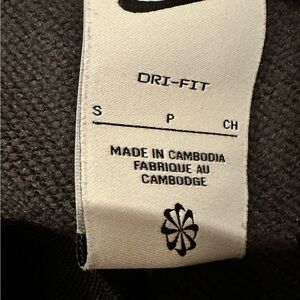 DRI-FIT
S P CH
MADE IN CAMBODIA
FABRIQUE AU
CAMBODGE